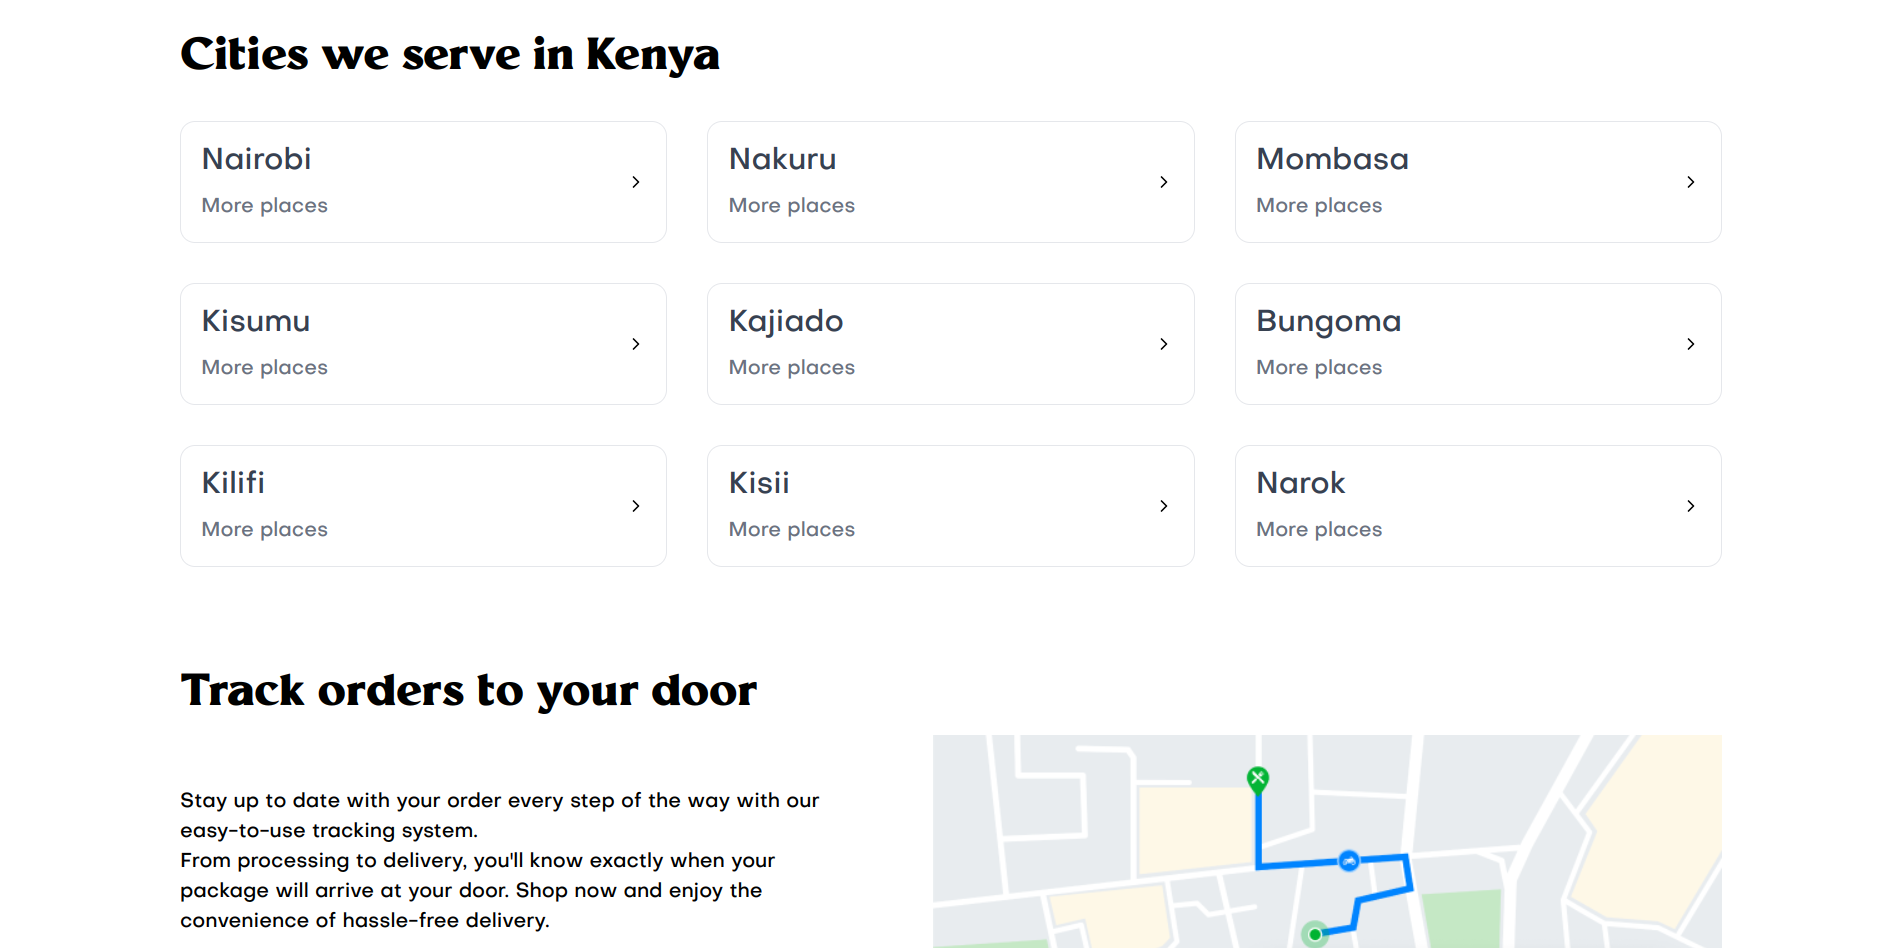 Cities we serve in Kenya
Nairobi
More places
Nakuru
More places
Mombasa
More places
Kisumu
More places
Kajiado
More places
Bungoma
More places
Kilifi
More places
Kisii
More places
Narok
More places
Track orders to your door
Stay up to date with your order every step of the way with our
easy-to-use tracking system.
From processing to delivery, you'll know exactly when your
package will arrive at your door. Shop now and enjoy the
convenience of hassle-free delivery.